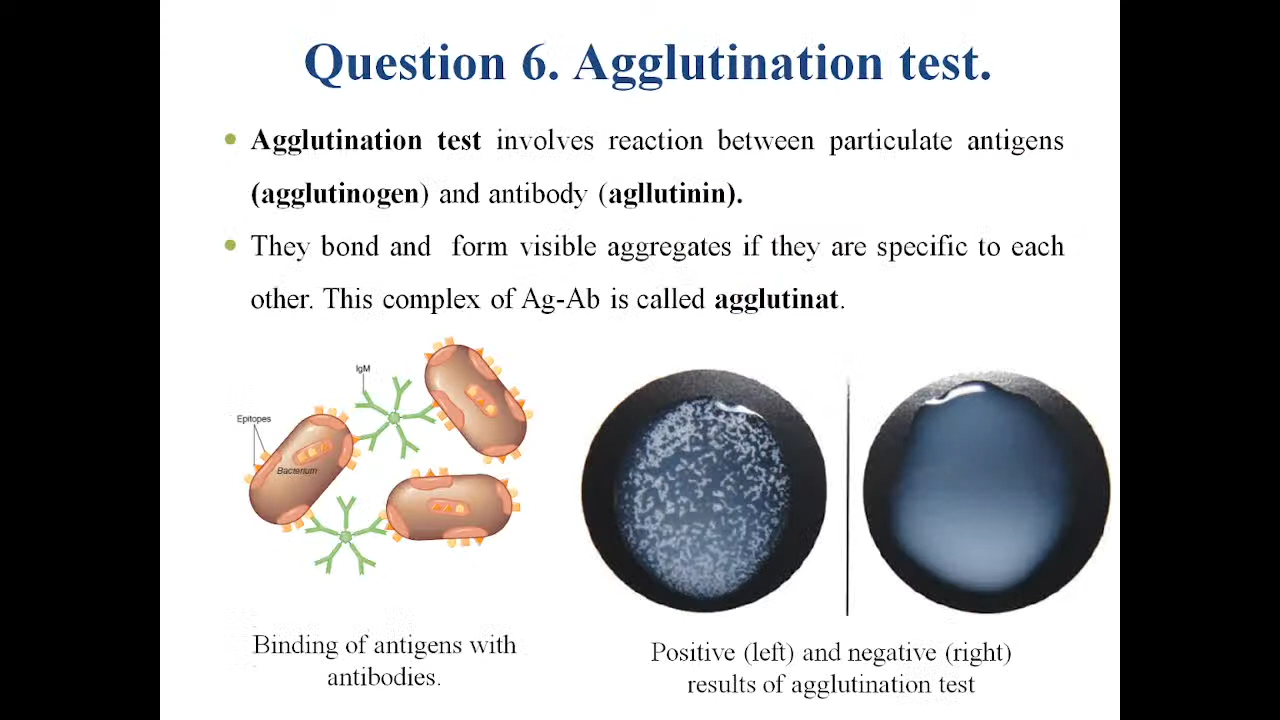 Question 6. Agglutination test.
Agglutination test involves reaction between particulate antigens
(agglutinogen) and antibody (agllutinin).
They bond and form visible aggregates if they are specific to each
other. This complex of Ag-Ab is called agglutinat.
IgM
Epitopes
Bacterium
Binding of antigens with
antibodies.
Positive (left) and negative (right)
results of agglutination test